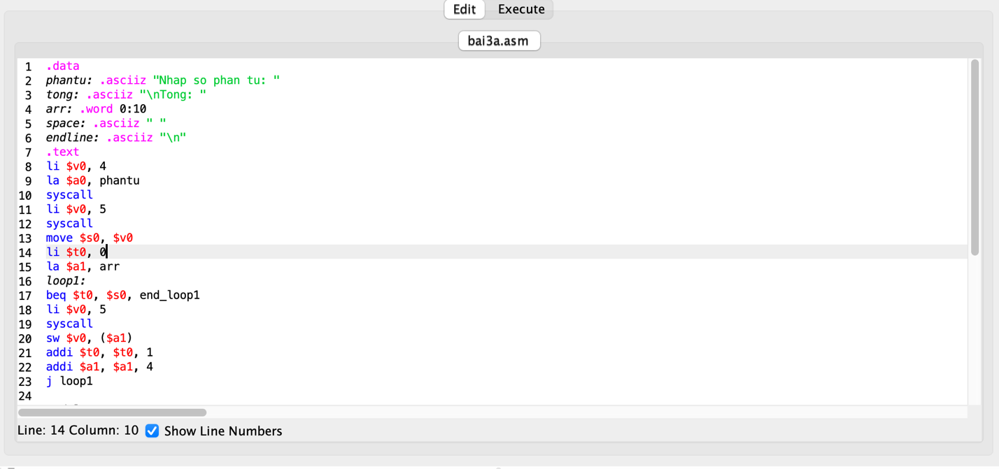 Edit Execute
bai3a.asm
1 .data
2 phantu: .asciiz "Nhap so phan tu: "
3 tong: .asciiz "\nTong: "
4 arr: .word 0:10
5 space: .asciiz " "
6 endline: .asciiz "\n"
7 .text
8 li $v0, 4
9 la $a0, phantu
10 syscall
11 li $v0, 5
12 syscall
13 move $s0, $v0
14 li $t0, 0
15 la $a1, arr
16 loop1:
17 beq $t0, $s0, end_loop1
18 li $v0, 5
19 syscall
20 sw $v0, ($a1)
21 addi $t0, $t0, 1
22 addi $a1, $a1, 4
23 j loop1
24
Line: 14 Column: 10 Show Line Numbers